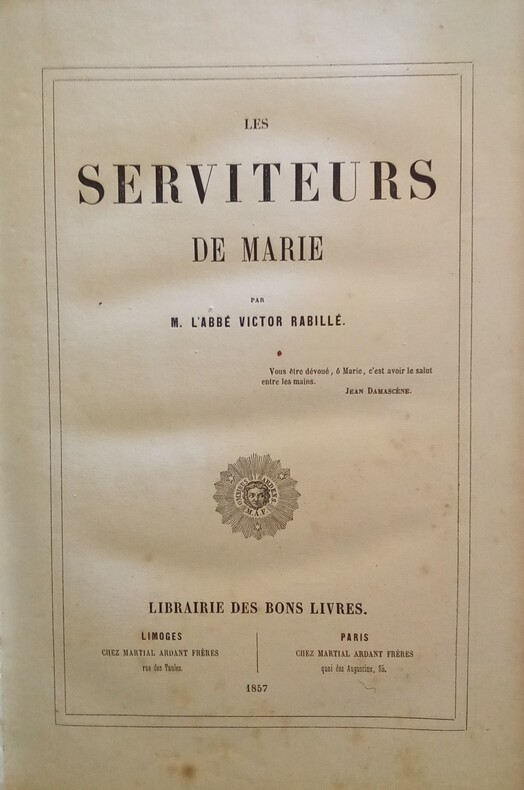 LES
SERVITEURS
DE MARIE
PAR
M. L'ABBÉ VICTOR RABILLÉ.
Vous être dévoué, ô Marie, c'est avoir le salut
entre les mains.
JEAN DAMASCÈNE.
ARDENS
M.A.F.
LIBRAIRIE DES BONS LIVRES.
LIMOGES
CHEZ MARTIAL ARDANT FRÈRES
rue des Taules.
PARIS
CHEZ MARTIAL ARDANT FRÈRES
quai des Augustins, 25.
1857